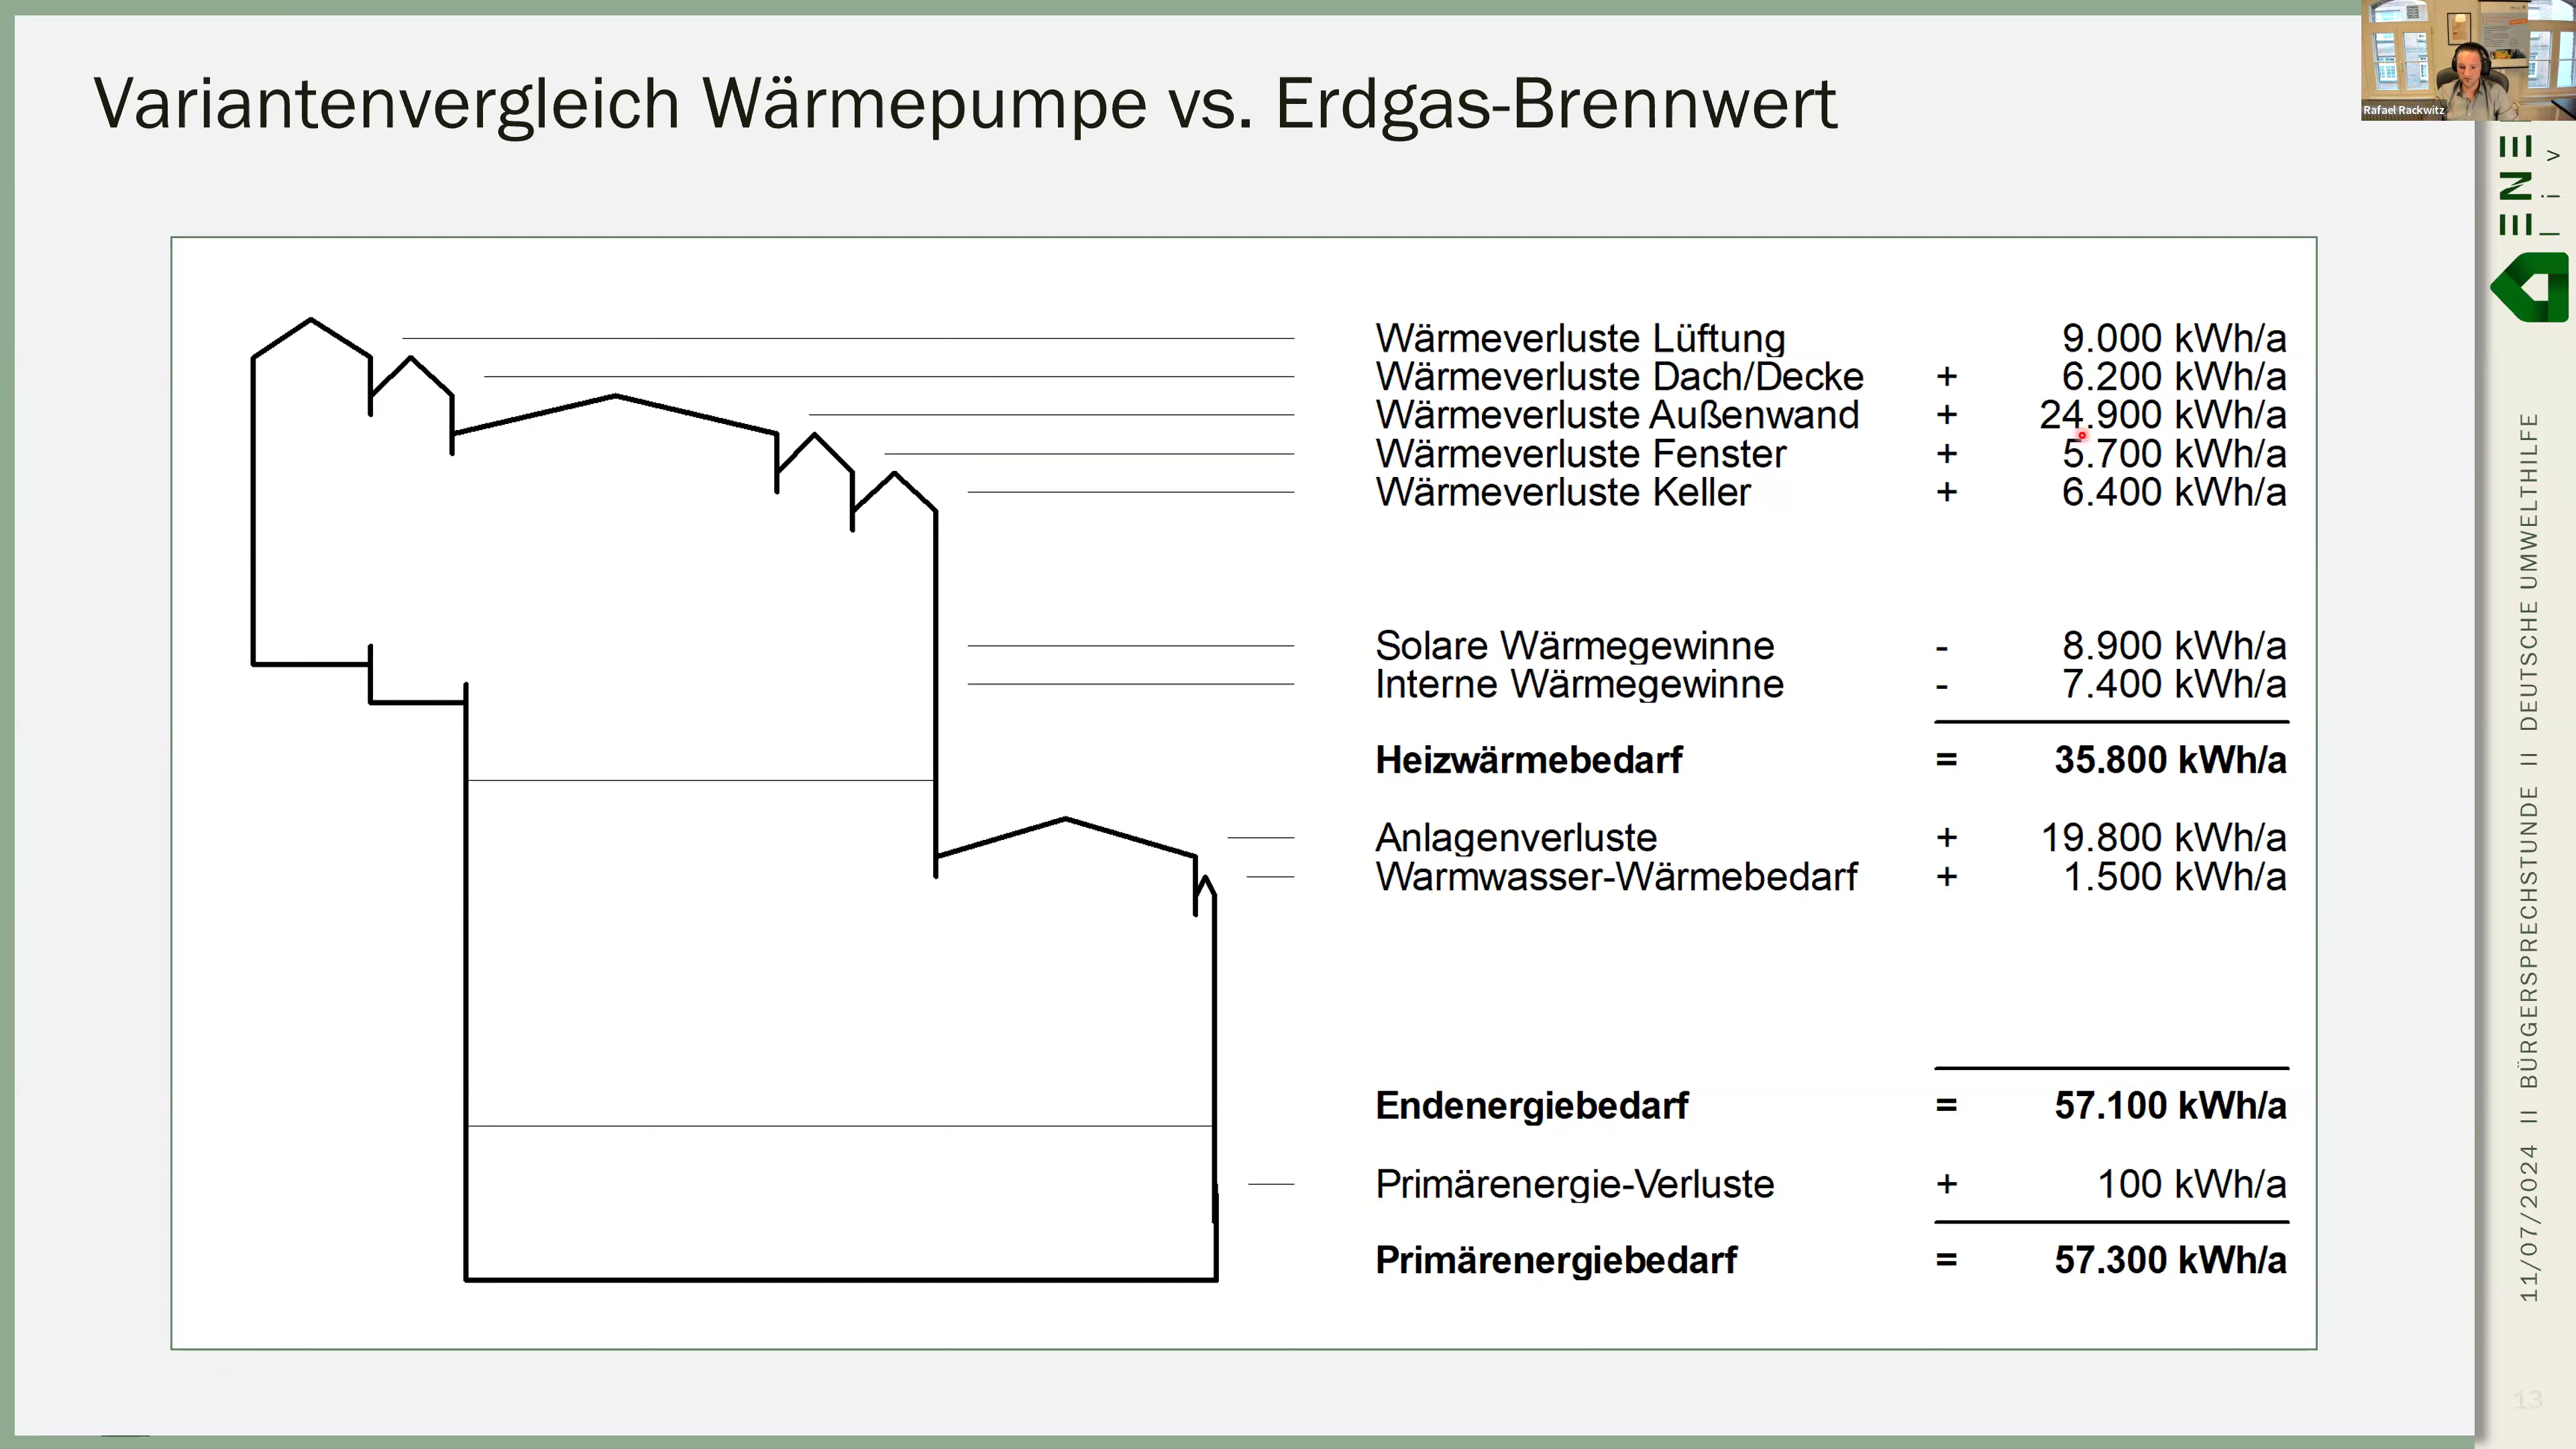 Variantenvergleich Wärmepumpe vs. Erdgas-Brennwert
Rafael Rackwitz
Wärmeverluste Lüftung 9.000 kWh/a
Wärmeverluste Dach/Decke + 6.200 kWh/a
Wärmeverluste Außenwand + 24.900 kWh/a
Wärmeverluste Fenster + 5.700 kWh/a
Wärmeverluste Keller + 6.400 kWh/a
Solare Wärmegewinne - 8.900 kWh/a
Interne Wärmegewinne - 7.400 kWh/a
Heizwärmebedarf = 35.800 kWh/a
Anlagenverluste + 19.800 kWh/a
Warmwasser-Wärmebedarf + 1.500 kWh/a
Endenergiebedarf = 57.100 kWh/a
Primärenergie-Verluste + 100 kWh/a
Primärenergiebedarf = 57.300 kWh/a
ENE
liv
11/07/2024 II BÜRGERSPRECHSTUNDE II DEUTSCHE UMWELTHILFE
13